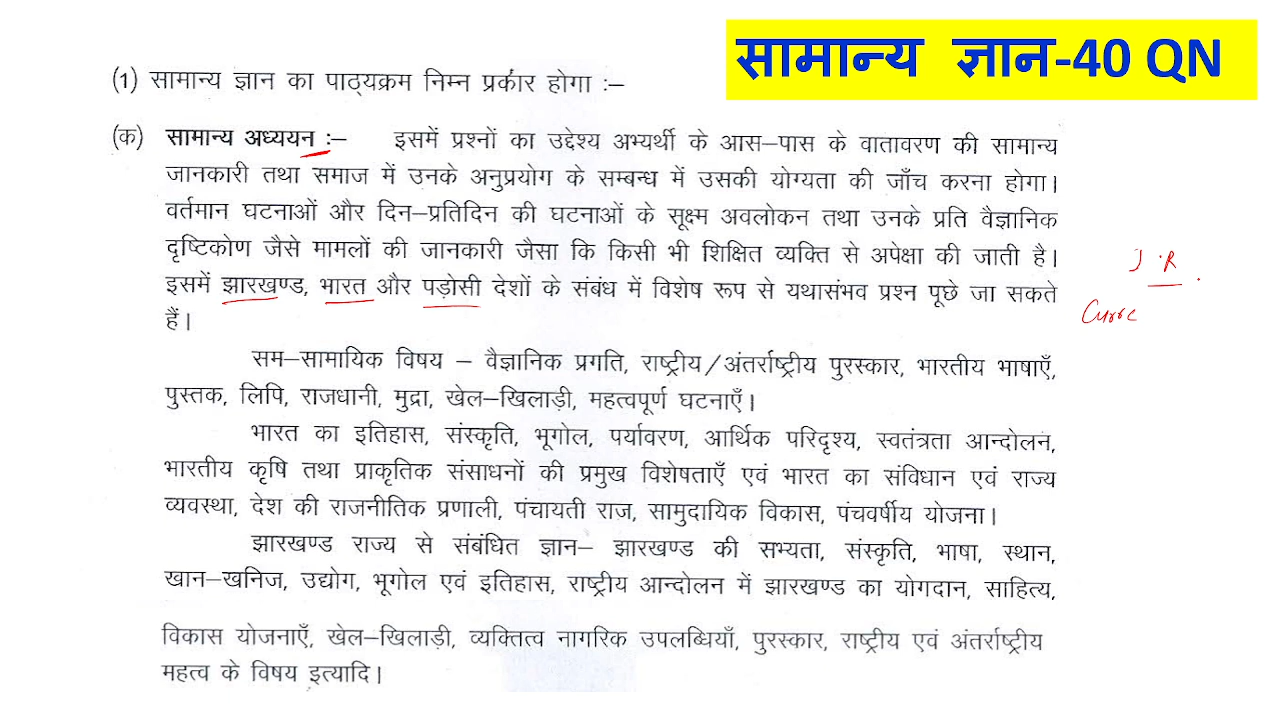 सामान्य ज्ञान-40 QN
(1) सामान्य ज्ञान का पाठ्यक्रम निम्न प्रकार होगा :–
(क) सामान्य अध्ययन :– इसमें प्रश्नों का उद्देश्य अभ्यर्थी के आस–पास के वातावरण की सामान्य
जानकारी तथा समाज में उनके अनुप्रयोग के सम्बन्ध में उसकी योग्यता की जाँच करना होगा।
वर्तमान घटनाओं और दिन–प्रतिदिन की घटनाओं के सूक्ष्म अवलोकन तथा उनके प्रति वैज्ञानिक
दृष्टिकोण जैसे मामलों की जानकारी जैसा कि किसी भी शिक्षित व्यक्ति से अपेक्षा की जाती है।
इसमें झारखण्ड, भारत और पड़ोसी देशों के संबंध में विशेष रूप से यथासंभव प्रश्न पूछे जा सकते
हैं।
सम–सामायिक विषय – वैज्ञानिक प्रगति, राष्ट्रीय/अंतर्राष्ट्रीय पुरस्कार, भारतीय भाषाएँ,
पुस्तक, लिपि, राजधानी, मुद्रा, खेल–खिलाड़ी, महत्वपूर्ण घटनाएँ।
भारत का इतिहास, संस्कृति, भूगोल, पर्यावरण, आर्थिक परिदृश्य, स्वतंत्रता आन्दोलन,
भारतीय कृषि तथा प्राकृतिक संसाधनों की प्रमुख विशेषताएँ एवं भारत का संविधान एवं राज्य
व्यवस्था, देश की राजनीतिक प्रणाली, पंचायती राज, सामुदायिक विकास, पंचवर्षीय योजना।
झारखण्ड राज्य से संबंधित ज्ञान– झारखण्ड की सभ्यता, संस्कृति, भाषा, स्थान,
खान–खनिज, उद्योग, भूगोल एवं इतिहास, राष्ट्रीय आन्दोलन में झारखण्ड का योगदान, साहित्य,
विकास योजनाएँ, खेल–खिलाड़ी, व्यक्तित्व नागरिक उपलब्धियाँ, पुरस्कार, राष्ट्रीय एवं अंतर्राष्ट्रीय
महत्व के विषय इत्यादि।